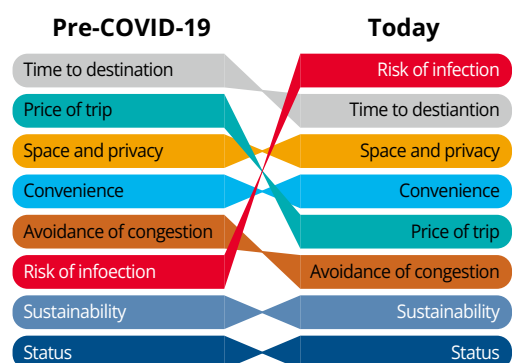 Pre-COVID-19 Today
Time to destination Risk of infection
Price of trip Time to destiantion
Space and privacy Space and privacy
Convenience Convenience
Avoidance of congestion Price of trip
Risk of infoection Avoidance of congestion
Sustainability Sustainability
Status Status